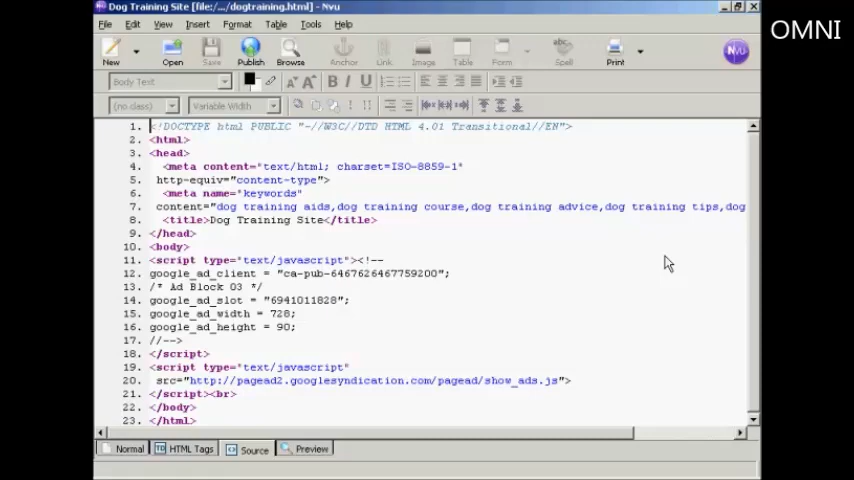 Dog Training Site [file:/.../dogtraining.html] - Nvu
OMNI
File Edit View Insert Format Table Tools Help
New Open Save Publish Browse Anchor Link Image Table Form Spell Print
NVU
Body Text
B I U
(no class) Variable Width
1. <!DOCTYPE html PUBLIC "-//W3C//DTD HTML 4.01 Transitional//EN">
2. <html>
3. <head>
4. <meta content="text/html; charset=ISO-8859-1"
5. http-equiv="content-type">
6. <meta name="keywords"
7. content="dog training aids,dog training course,dog training advice,dog training tips,dog
8. <title>Dog Training Site</title>
9. </head>
10. <body>
11. <script type="text/javascript"><!--
12. google_ad_client = "ca-pub-6467626467759200";
13. /* Ad Block 03 */
14. google_ad_slot = "6941011828";
15. google_ad_width = 728;
16. google_ad_height = 90;
17. //-->
18. </script>
19. <script type="text/javascript"
20. src="http://pagead2.googlesyndication.com/pagead/show_ads.js">
21. </script><br>
22. </body>
23. </html>
Normal TD HTML Tags Source Preview